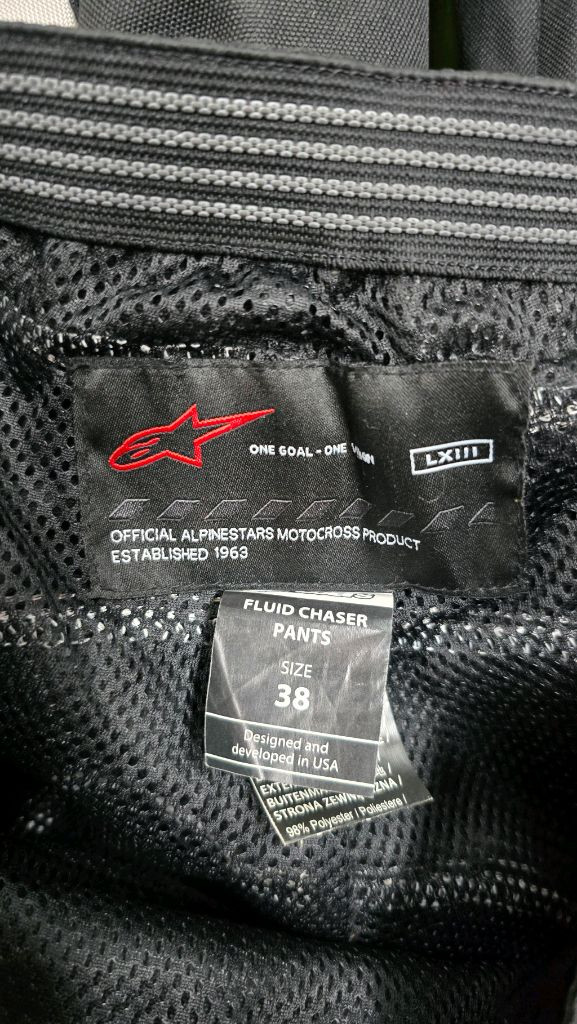 ONE GOAL - ONE
LXIII
OFFICIAL ALPINESTARS MOTOCROSS PRODUCT
ESTABLISHED 1963
FLUID CHASER
PANTS
SIZE
38
Designed and
developed in USA
STRONA
98% Polyester / Poliestere /